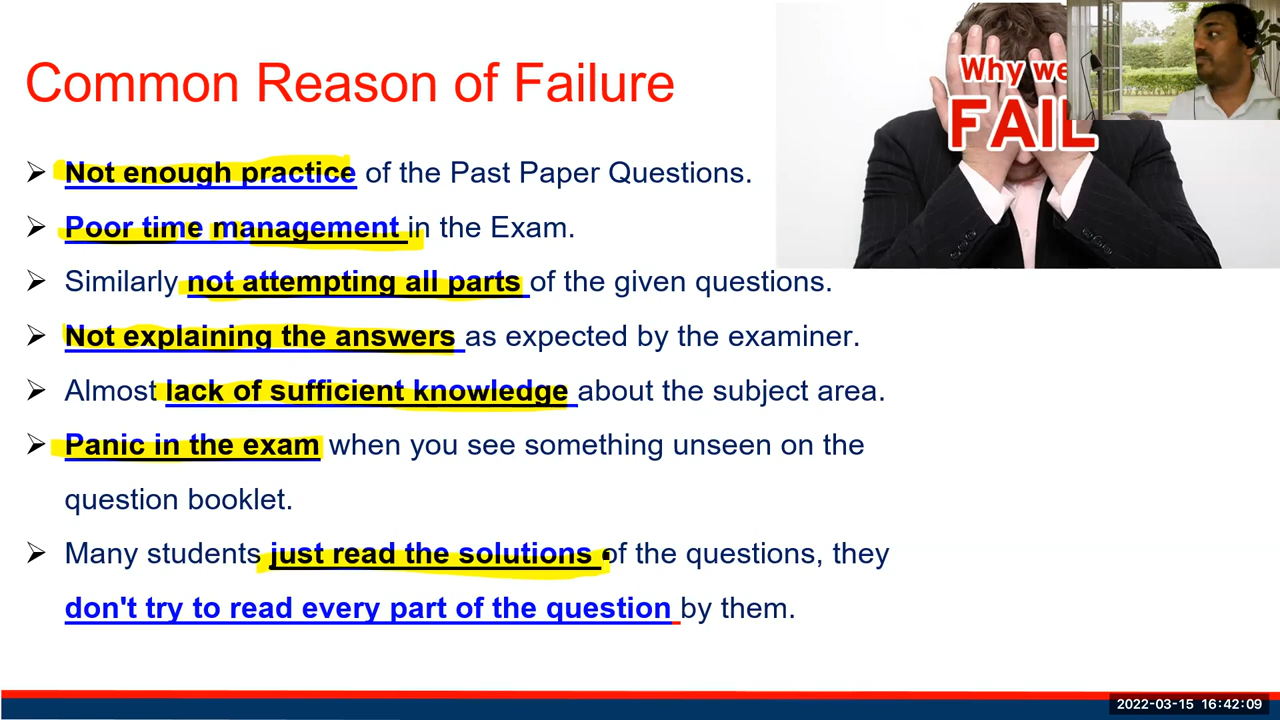 Common Reason of Failure
Why we
FAIL
➢ Not enough practice of the Past Paper Questions.
➢ Poor time management in the Exam.
➢ Similarly not attempting all parts of the given questions.
➢ Not explaining the answers as expected by the examiner.
➢ Almost lack of sufficient knowledge about the subject area.
➢ Panic in the exam when you see something unseen on the
question booklet.
➢ Many students just read the solutions of the questions, they
don't try to read every part of the question by them.
2022-03-15 16:42:09